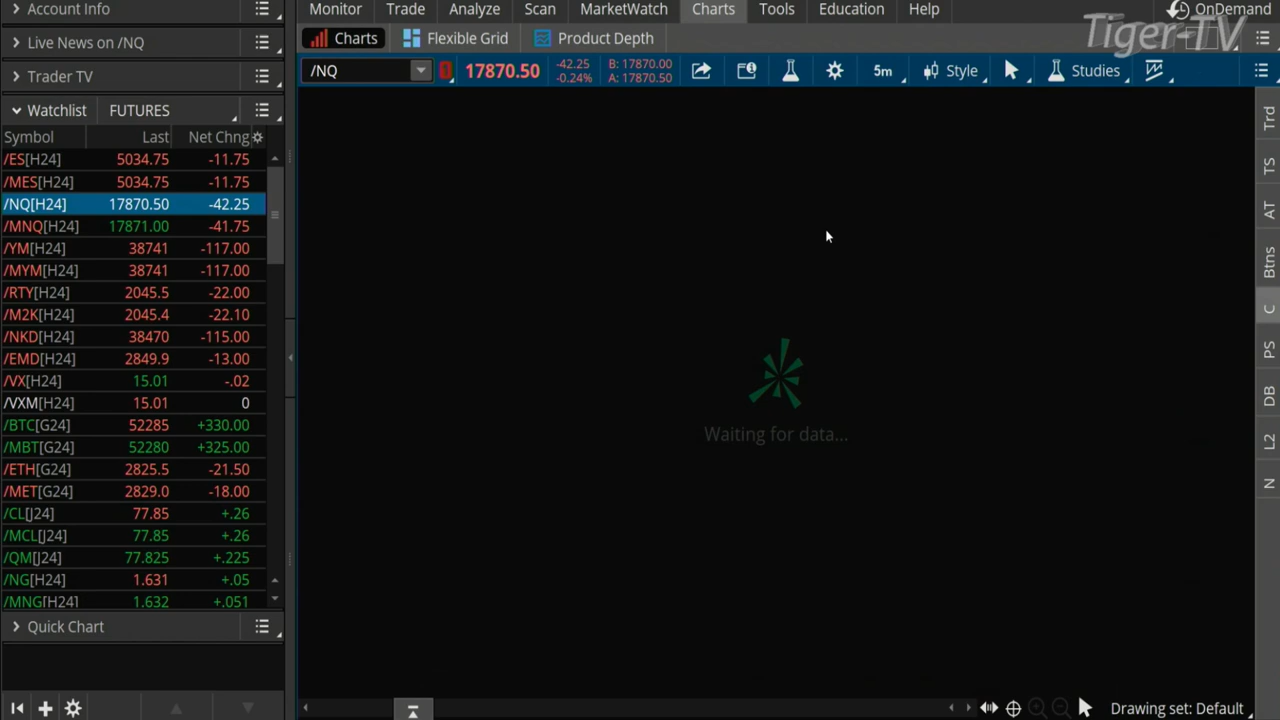 Account Info
Monitor Trade Analyze Scan MarketWatch Charts Tools Education Help OnDemand
Tiger-TV
Live News on /NQ
Charts Flexible Grid Product Depth
Trader TV
/NQ 17870.50 -42.25 -0.24% B: 17870.00 A: 17870.50 5m Style Studies
Watchlist FUTURES
Symbol Last Net Chng
/ES[H24] 5034.75 -11.75
/MES[H24] 5034.75 -11.75
/NQ[H24] 17870.50 -42.25
/MNQ[H24] 17871.00 -41.75
/YM[H24] 38741 -117.00
/MYM[H24] 38741 -117.00
/RTY[H24] 2045.5 -22.00
/M2K[H24] 2045.4 -22.10
/NKD[H24] 38470 -115.00
/EMD[H24] 2849.9 -13.00
/VX[H24] 15.01 -.02
/VXM[H24] 15.01 0
/BTC[G24] 52285 +330.00
/MBT[G24] 52280 +325.00
/ETH[G24] 2825.5 -21.50
/MET[G24] 2829.0 -18.00
/CL[J24] 77.85 +.26
/MCL[J24] 77.85 +.26
/QM[J24] 77.825 +.225
/NG[H24] 1.631 +.05
/MNG[H24] 1.632 +.051
Quick Chart
Waiting for data...
Trd
TS
AT
Btns
C
PS
DB
L2
N
Drawing set: Default